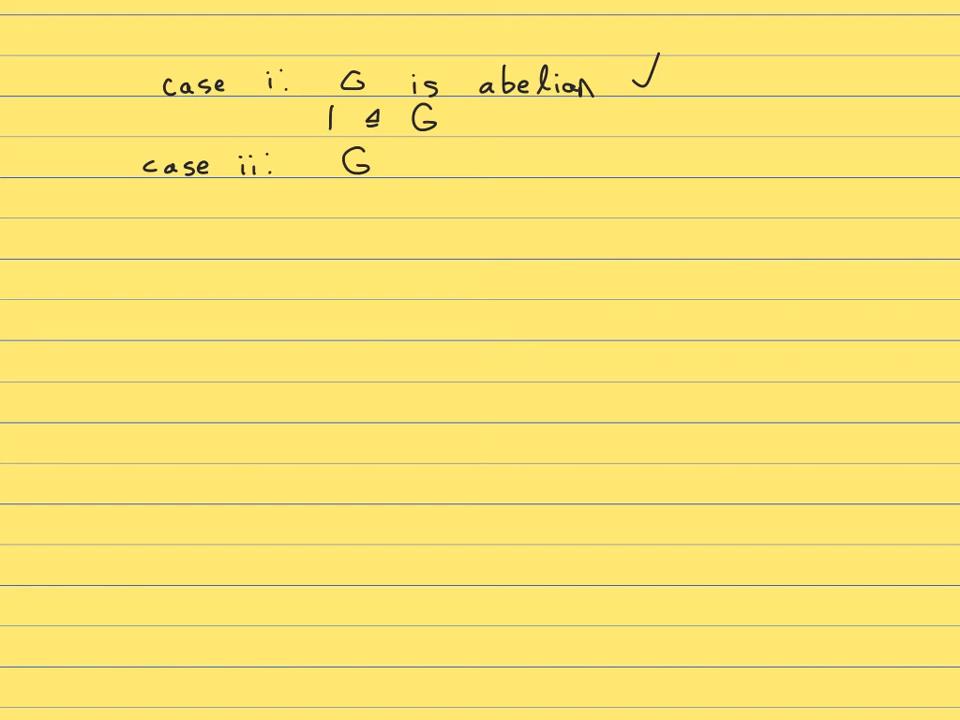 case i: G is abelian ✓
1 ⊴ G
case ii: G